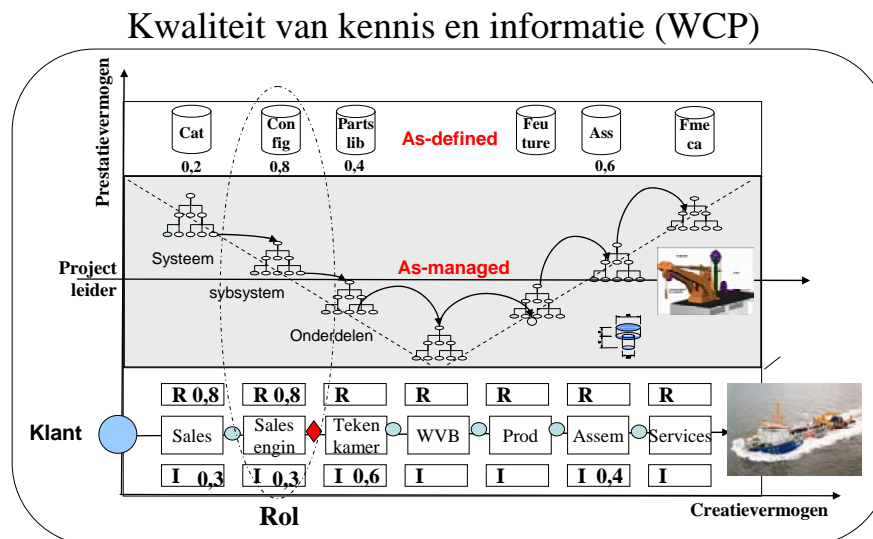 Kwaliteit van kennis en informatie (WCP)
Prestatievermogen
Cat
Con
fig
Parts
lib
As-defined
Feu
ture
Ass
Fme
ca
0,2
0,8
0,4
0,6
Systeem
Project
leider
As-managed
sybsystem
Onderdelen
R 0,8
R 0,8
R
R
R
R
R
Klant
Sales
Sales
engin
Teken
kamer
WVB
Prod
Assem
Services
I 0,3
I 0,3
I 0,6
I
I
I 0,4
I
Rol
Creatievermogen